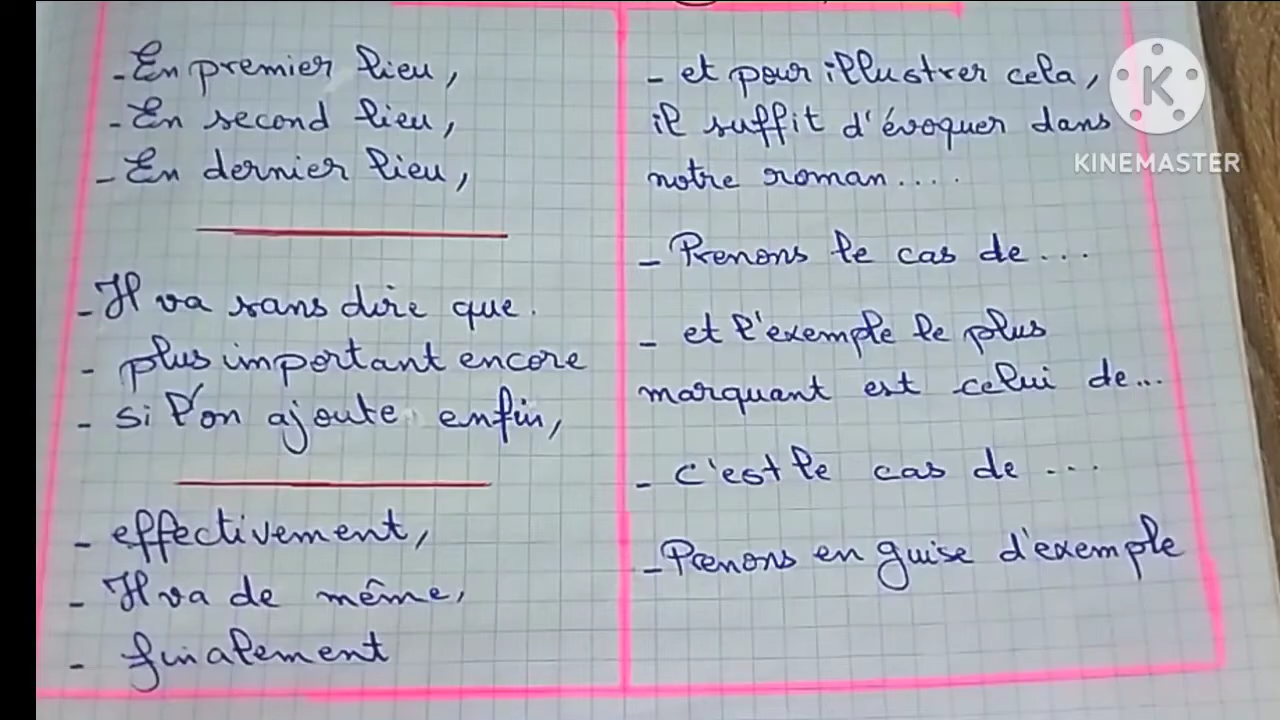 - En premier lieu,
- En second lieu,
- En dernier lieu,
- Il va sans dire que.
- plus important encore
- si l'on ajoute enfin,
- effectivement,
- Il va de même,
- finalement
- et pour illustrer cela,
il suffit d'évoquer dans
notre roman....
- Prenons le cas de ...
- et l'exemple le plus
marquant est celui de...
- c'est le cas de ...
- Prenons en guise d'exemple
K
KINEMASTER